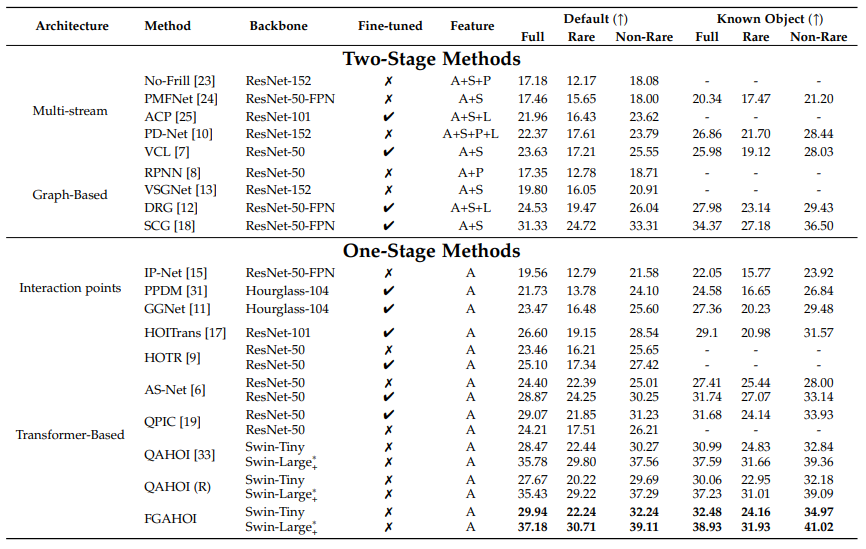 Architecture Method Backbone Fine-tuned Feature Default (↑) Known Object (↑)
Full Rare Non-Rare Full Rare Non-Rare
Two-Stage Methods
Multi-stream
No-Frill [23] ResNet-152 ✗ A+S+P 17.18 12.17 18.08 - - -
PMFNet [24] ResNet-50-FPN ✗ A+S 17.46 15.65 18.00 20.34 17.47 21.20
ACP [25] ResNet-101 ✔ A+S+L 21.96 16.43 23.62 - - -
PD-Net [10] ResNet-152 ✗ A+S+P+L 22.37 17.61 23.79 26.86 21.70 28.44
VCL [7] ResNet-50 ✔ A+S 23.63 17.21 25.55 25.98 19.12 28.03
Graph-Based
RPNN [8] ResNet-50 ✗ A+P 17.35 12.78 18.71 - - -
VSGNet [13] ResNet-152 ✗ A+S 19.80 16.05 20.91 - - -
DRG [12] ResNet-50-FPN ✔ A+S+L 24.53 19.47 26.04 27.98 23.14 29.43
SCG [18] ResNet-50-FPN ✔ A+S 31.33 24.72 33.31 34.37 27.18 36.50
One-Stage Methods
Interaction points
IP-Net [15] ResNet-50-FPN ✗ A 19.56 12.79 21.58 22.05 15.77 23.92
PPDM [31] Hourglass-104 ✔ A 21.73 13.78 24.10 24.58 16.65 26.84
GGNet [11] Hourglass-104 ✔ A 23.47 16.48 25.60 27.36 20.23 29.48
Transformer-Based
HOITrans [17] ResNet-101 ✔ A 26.60 19.15 28.54 29.1 20.98 31.57
HOTR [9] ResNet-50 ✗ A 23.46 16.21 25.65 - - -
ResNet-50 ✔ A 25.10 17.34 27.42 - - -
AS-Net [6] ResNet-50 ✗ A 24.40 22.39 25.01 27.41 25.44 28.00
ResNet-50 ✔ A 28.87 24.25 30.25 31.74 27.07 33.14
QPIC [19] ResNet-50 ✔ A 29.07 21.85 31.23 31.68 24.14 33.93
ResNet-50 ✗ A 24.21 17.51 26.21 - - -
QAHOI [33] Swin-Tiny ✗ A 28.47 22.44 30.27 30.99 24.83 32.84
Swin-Large*+ ✗ A 35.78 29.80 37.56 37.59 31.66 39.36
QAHOI (R) Swin-Tiny ✗ A 27.67 20.22 29.69 30.06 22.95 32.18
Swin-Large*+ ✗ A 35.43 29.22 37.29 37.23 31.01 39.09
FGAHOI Swin-Tiny ✗ A 29.94 22.24 32.24 32.48 24.16 34.97
Swin-Large*+ ✗ A 37.18 30.71 39.11 38.93 31.93 41.02